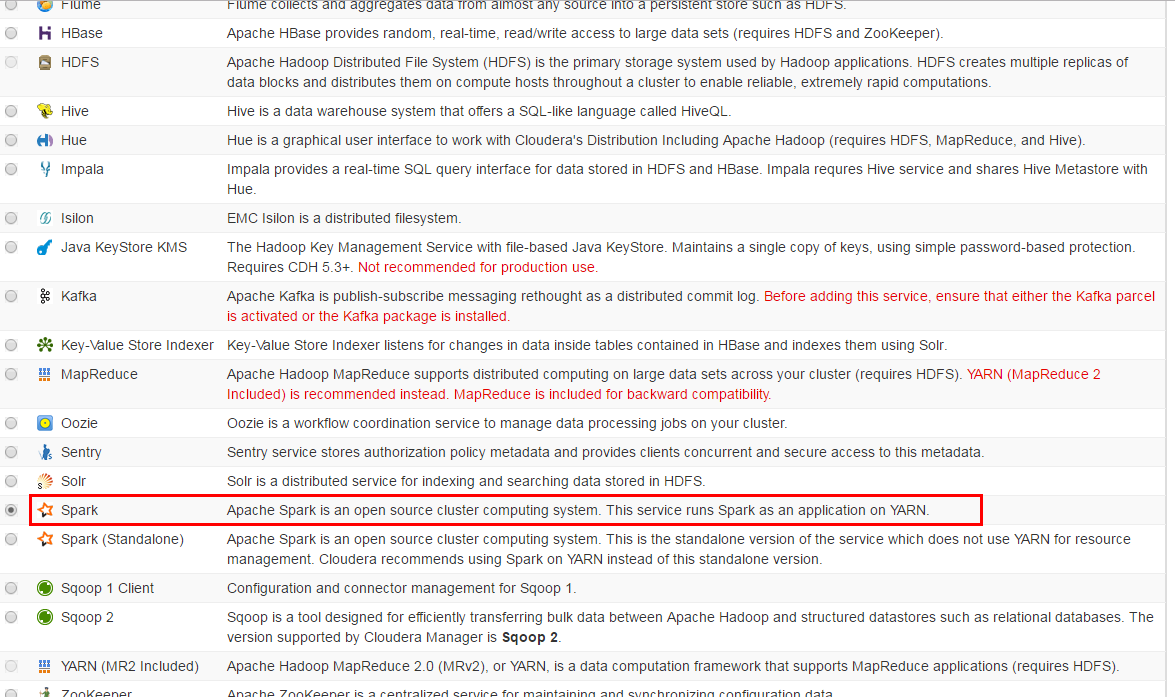 Flume Flume collects and aggregates data from almost any source into a persistent store such as HDFS.
HBase Apache HBase provides random, real-time, read/write access to large data sets (requires HDFS and ZooKeeper).
HDFS Apache Hadoop Distributed File System (HDFS) is the primary storage system used by Hadoop applications. HDFS creates multiple replicas of
data blocks and distributes them on compute hosts throughout a cluster to enable reliable, extremely rapid computations.
Hive Hive is a data warehouse system that offers a SQL-like language called HiveQL.
Hue Hue is a graphical user interface to work with Cloudera's Distribution Including Apache Hadoop (requires HDFS, MapReduce, and Hive).
Impala Impala provides a real-time SQL query interface for data stored in HDFS and HBase. Impala requres Hive service and shares Hive Metastore with
Hue.
Isilon EMC Isilon is a distributed filesystem.
Java KeyStore KMS The Hadoop Key Management Service with file-based Java KeyStore. Maintains a single copy of keys, using simple password-based protection.
Requires CDH 5.3+. Not recommended for production use.
Kafka Apache Kafka is publish-subscribe messaging rethought as a distributed commit log. Before adding this service, ensure that either the Kafka parcel
is activated or the Kafka package is installed.
Key-Value Store Indexer Key-Value Store Indexer listens for changes in data inside tables contained in HBase and indexes them using Solr.
MapReduce Apache Hadoop MapReduce supports distributed computing on large data sets across your cluster (requires HDFS). YARN (MapReduce 2
Included) is recommended instead. MapReduce is included for backward compatibility.
Oozie Oozie is a workflow coordination service to manage data processing jobs on your cluster.
Sentry Sentry service stores authorization policy metadata and provides clients concurrent and secure access to this metadata.
Solr Solr is a distributed service for indexing and searching data stored in HDFS.
Spark Apache Spark is an open source cluster computing system. This service runs Spark as an application on YARN.
Spark (Standalone) Apache Spark is an open source cluster computing system. This is the standalone version of the service which does not use YARN for resource
management. Cloudera recommends using Spark on YARN instead of this standalone version.
Sqoop 1 Client Configuration and connector management for Sqoop 1.
Sqoop 2 Sqoop is a tool designed for efficiently transferring bulk data between Apache Hadoop and structured datastores such as relational databases. The
version supported by Cloudera Manager is Sqoop 2.
YARN (MR2 Included) Apache Hadoop MapReduce 2.0 (MRv2), or YARN, is a data computation framework that supports MapReduce applications (requires HDFS).
ZooKeeper Apache ZooKeeper is a centralized service for maintaining and synchronizing configuration data.